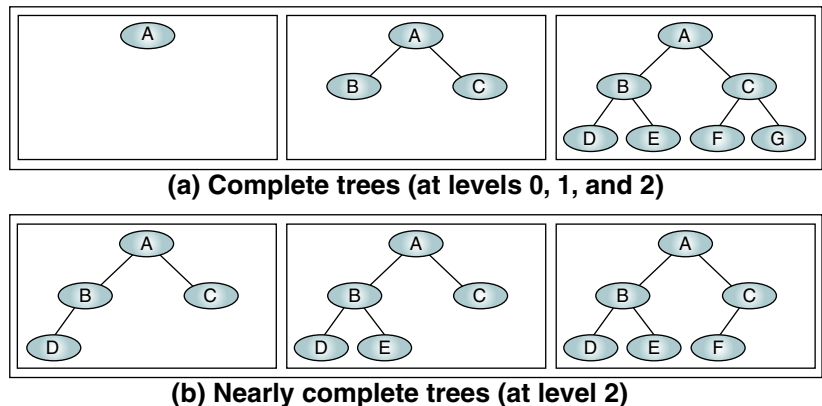 A A A
B C B C
D E F G
(a) Complete trees (at levels 0, 1, and 2)
A A A
B C B C B C
D D E D E F
(b) Nearly complete trees (at level 2)